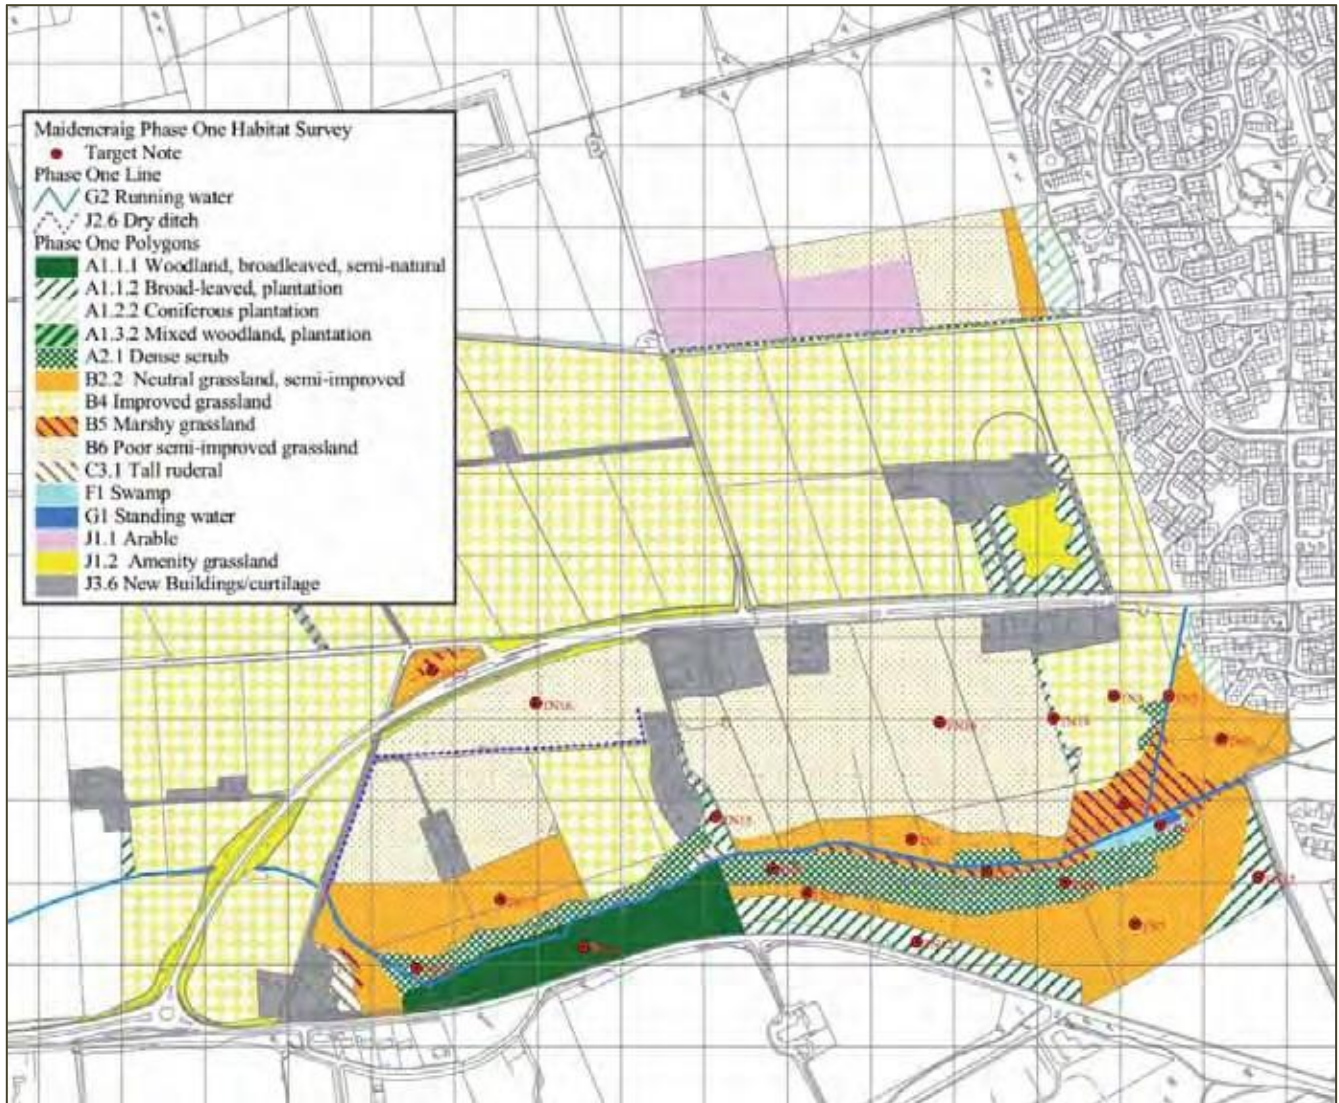 Maidencraig Phase One Habitat Survey
Target Note
Phase One Line
G2 Running water
J2.6 Dry ditch
Phase One Polygons
A1.1.1 Woodland, broadleaved, semi-natural
A1.1.2 Broad-leaved, plantation
A1.2.2 Coniferous plantation
A1.3.2 Mixed woodland, plantation
A2.1 Dense scrub
B2.2 Neutral grassland, semi-improved
B4 Improved grassland
B5 Marshy grassland
B6 Poor semi-improved grassland
C3.1 Tall ruderal
F1 Swamp
G1 Standing water
J1.1 Arable
J1.2 Amenity grassland
J3.6 New Buildings/curtilage
TN16